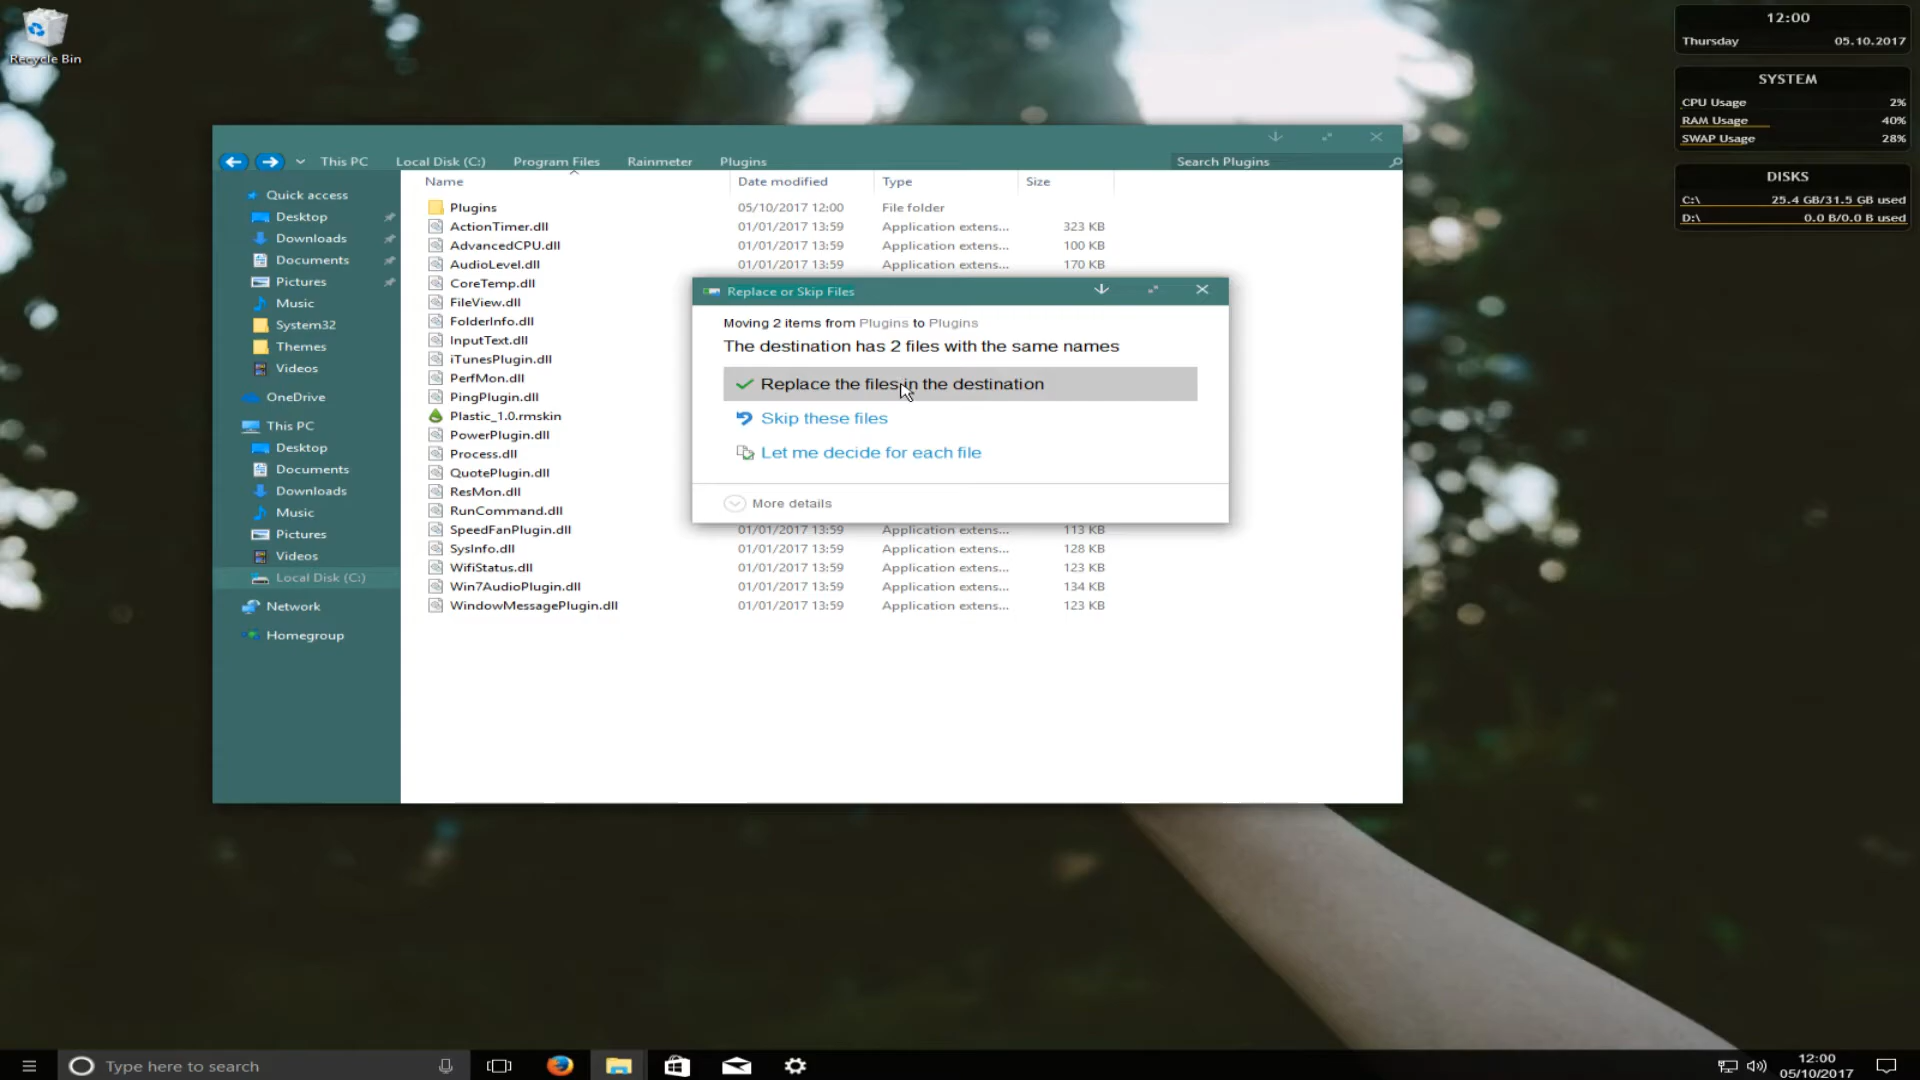 Recycle Bin
12:00
Thursday 05.10.2017
SYSTEM
CPU Usage 2%
RAM Usage 40%
SWAP Usage 28%
DISKS
C:\ 25.4 GB/31.5 GB used
D:\ 0.0 B/0.0 B used
This PC Local Disk (C:) Program Files Rainmeter Plugins Search Plugins
Quick access
Desktop
Downloads
Documents
Pictures
Music
System32
Themes
Videos
OneDrive
This PC
Desktop
Documents
Downloads
Pictures
Music
Pictures
Videos
Local Disk (C:)
Network
Homegroup
Name Date modified Type Size
Plugins 05/10/2017 12:00 File folder
ActionTimer.dll 01/01/2017 13:59 Application extens... 323 KB
AdvancedCPU.dll 01/01/2017 13:59 Application extens... 100 KB
AudioLevel.dll 01/01/2017 13:59 Application extens... 170 KB
CoreTemp.dll
FileView.dll
FolderInfo.dll
InputText.dll
iTunesPlugin.dll
PerfMon.dll
PingPlugin.dll
Plastic_1.0.rmskin
PowerPlugin.dll
Process.dll
QuotePlugin.dll
ResMon.dll
RunCommand.dll
SpeedFanPlugin.dll 01/01/2017 13:59 Application extens... 113 KB
SysInfo.dll 01/01/2017 13:59 Application extens... 128 KB
WifiStatus.dll 01/01/2017 13:59 Application extens... 123 KB
Win7AudioPlugin.dll 01/01/2017 13:59 Application extens... 134 KB
WindowMessagePlugin.dll 01/01/2017 13:59 Application extens... 123 KB
Replace or Skip Files
Moving 2 items from Plugins to Plugins
The destination has 2 files with the same names
Replace the files in the destination
Skip these files
Let me decide for each file
More details
Type here to search
12:00
05/10/2017